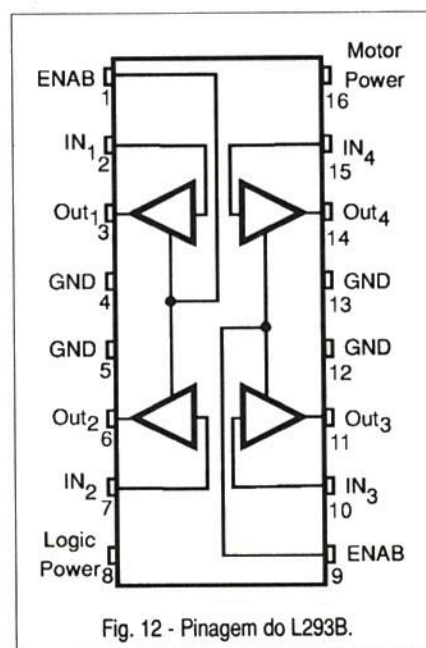 ENAB
1
Motor
Power
16
IN1
2
IN4
15
Out1
3
Out4
14
GND
4
GND
13
GND
5
GND
12
Out2
6
Out3
11
IN2
7
IN3
10
Logic
Power
8
ENAB
9
Fig. 12 - Pinagem do L293B.